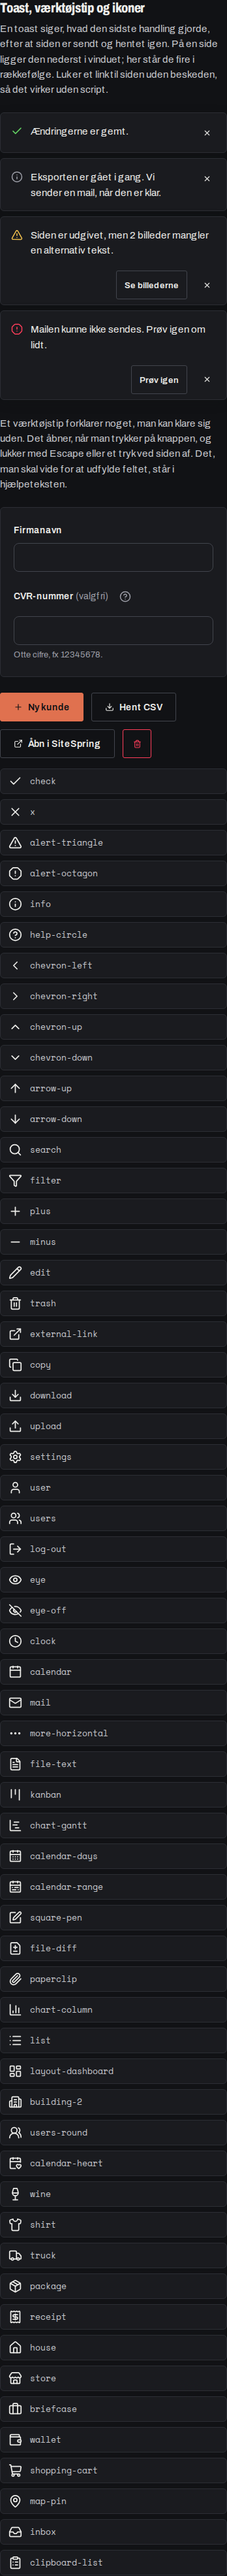 Toast, værktøjstip og ikoner
En toast siger, hvad den sidste handling gjorde,
efter at siden er sendt og hentet igen. På en side
ligger den nederst i vinduet; her står de fire i
rækkefølge. Luk er et link til siden uden beskeden,
så det virker uden script.
Ændringerne er gemt.
Eksporten er gået i gang. Vi
sender en mail, når den er klar.
Siden er udgivet, men 2 billeder mangler
en alternativ tekst.
Se billederne
Mailen kunne ikke sendes. Prøv igen om
lidt.
Prøv igen
Et værktøjstip forklarer noget, man kan klare sig
uden. Det åbner, når man trykker på knappen, og
lukker med Escape eller et tryk ved siden af. Det,
man skal vide for at udfylde feltet, står i
hjælpeteksten.
Firmanavn
CVR-nummer (valgfri)
Otte cifre, fx 12345678.
Ny kunde
Hent CSV
Åbn i SiteSpring
check
x
alert-triangle
alert-octagon
info
help-circle
chevron-left
chevron-right
chevron-up
chevron-down
arrow-up
arrow-down
search
filter
plus
minus
edit
trash
external-link
copy
download
upload
settings
user
users
log-out
eye
eye-off
clock
calendar
mail
more-horizontal
file-text
kanban
chart-gantt
calendar-days
calendar-range
square-pen
file-diff
paperclip
chart-column
list
layout-dashboard
building-2
users-round
calendar-heart
wine
shirt
truck
package
receipt
house
store
briefcase
wallet
shopping-cart
map-pin
inbox
clipboard-list